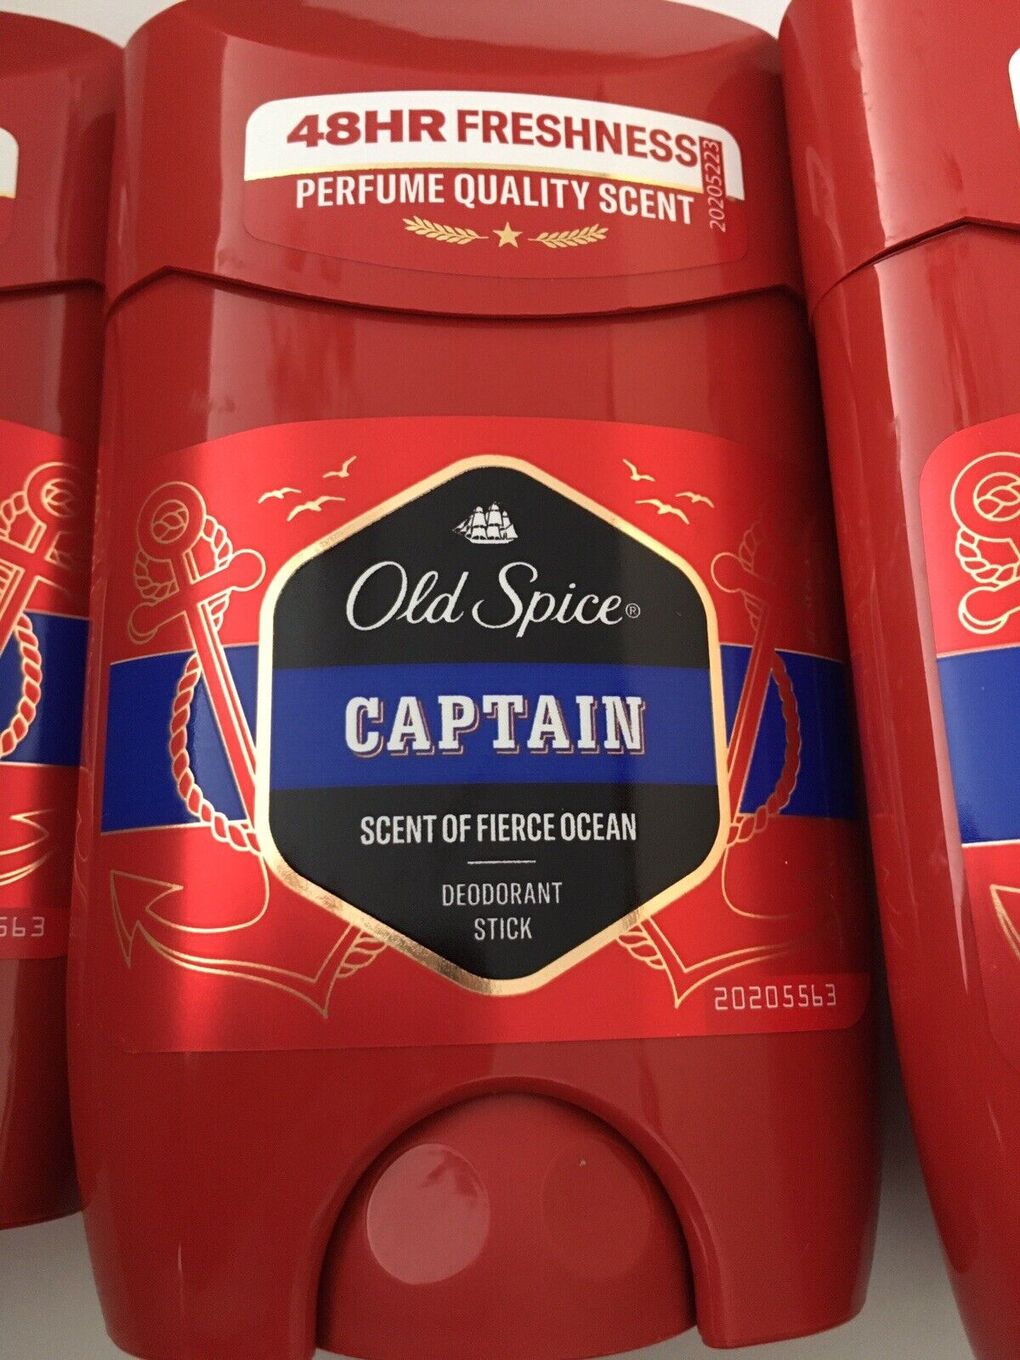 48HR FRESHNESS
PERFUME QUALITY SCENT
20205223
Old Spice®
CAPTAIN
SCENT OF FIERCE OCEAN
DEODORANT
STICK
20205563
563